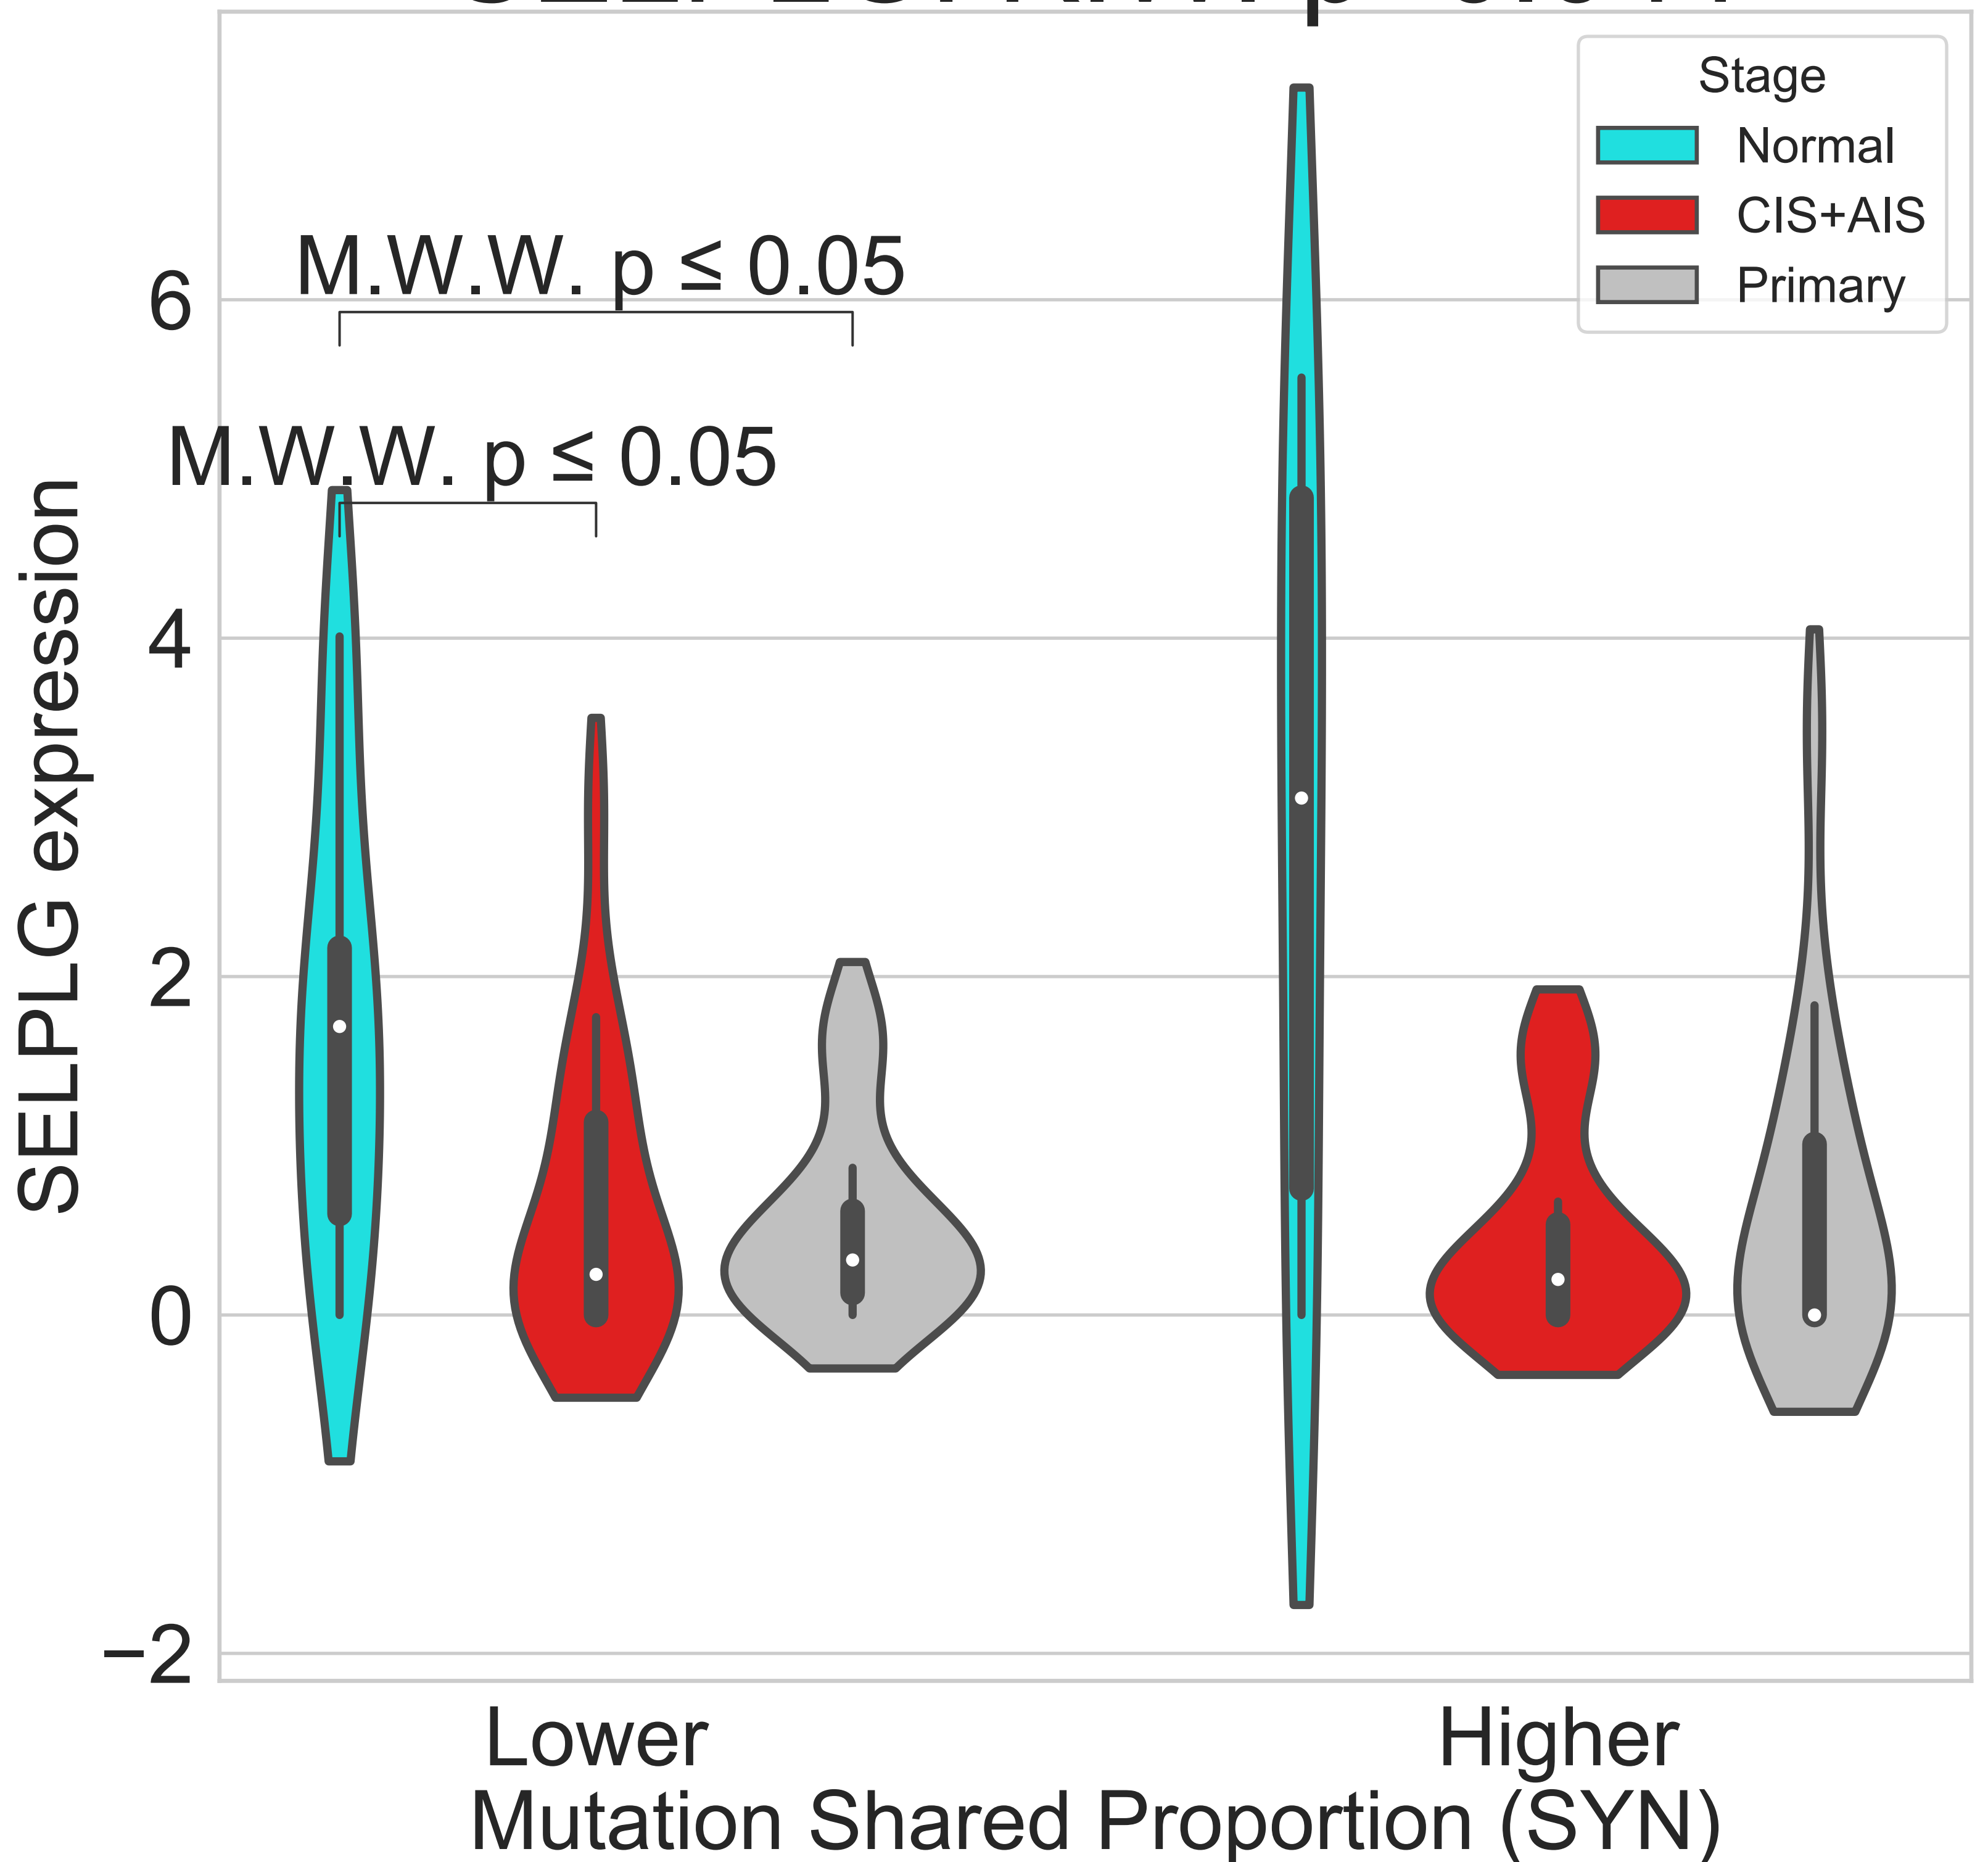 Stage
Normal
CIS+AIS
Primary
M.W.W. p ≤ 0.05
M.W.W. p ≤ 0.05
6
4
2
0
−2
SELPLG expression
Lower
Higher
Mutation Shared Proportion (SYN)